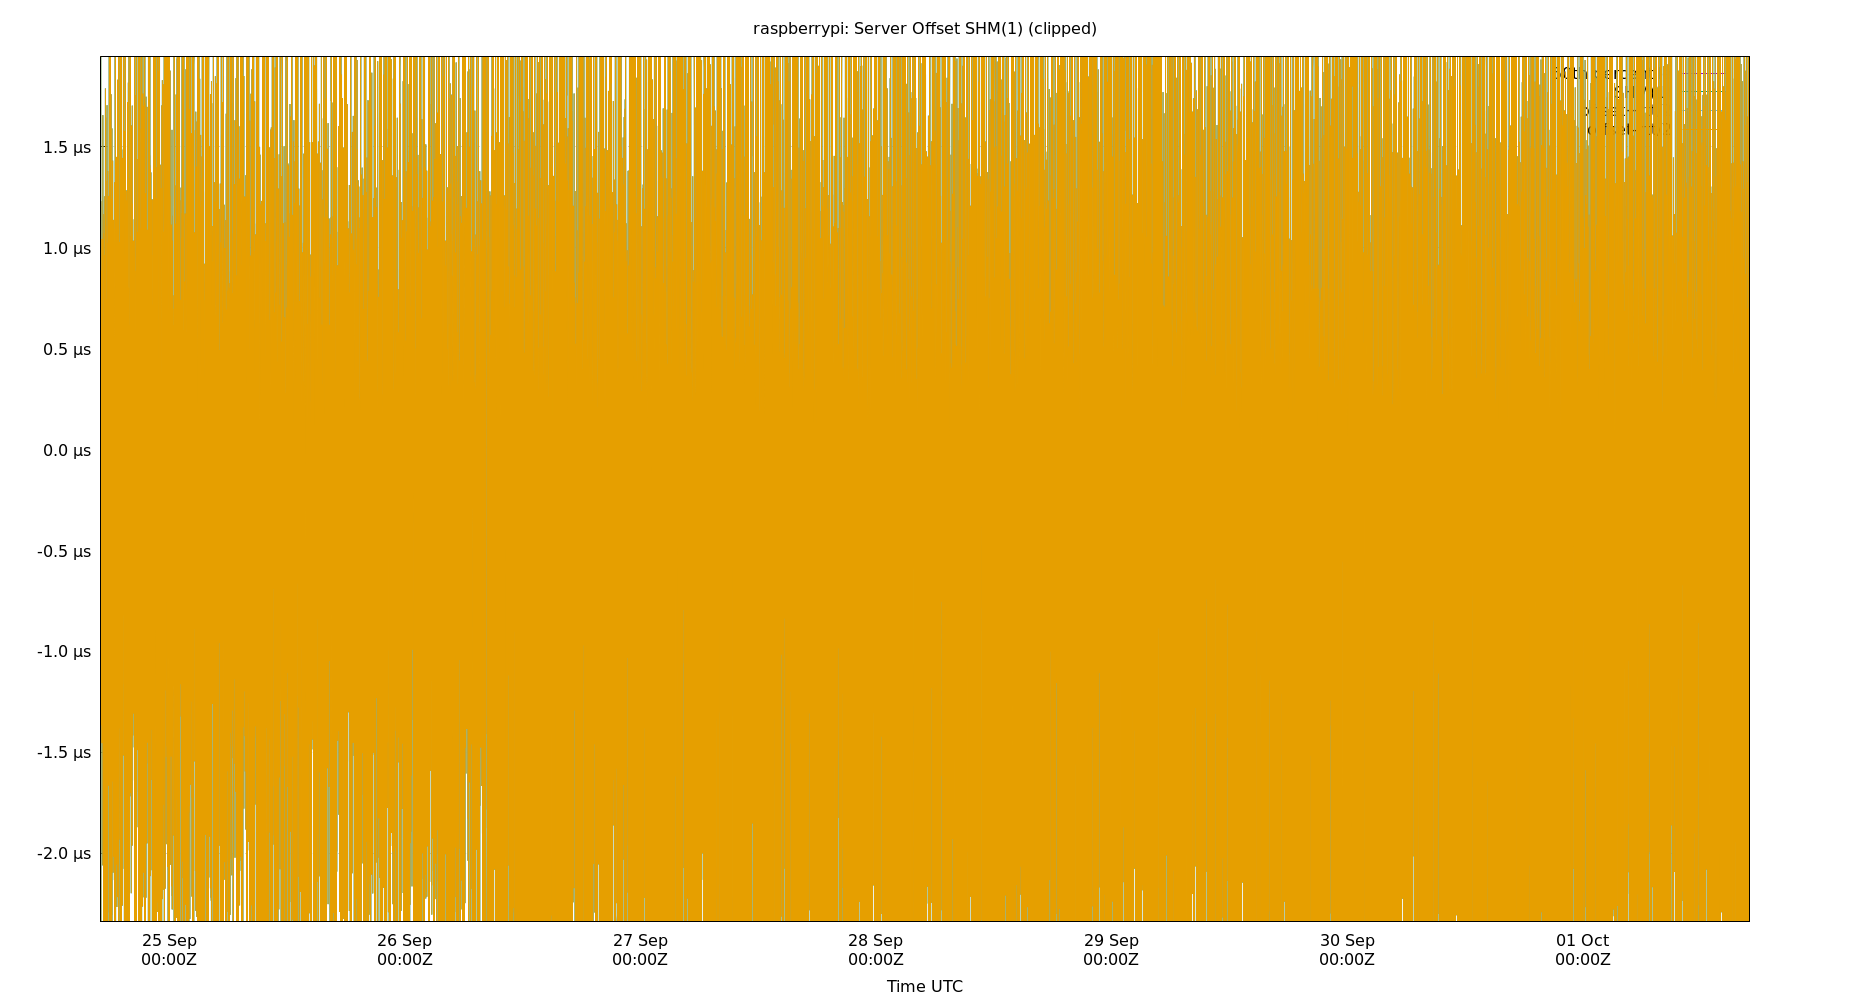 raspberrypi: Server Offset SHM(1) (clipped)
1.5 µs
1.0 µs
0.5 µs
0.0 µs
-0.5 µs
-1.0 µs
-1.5 µs
-2.0 µs
25 Sep
00:00Z
26 Sep
00:00Z
27 Sep
00:00Z
28 Sep
00:00Z
29 Sep
00:00Z
30 Sep
00:00Z
01 Oct
00:00Z
Time UTC